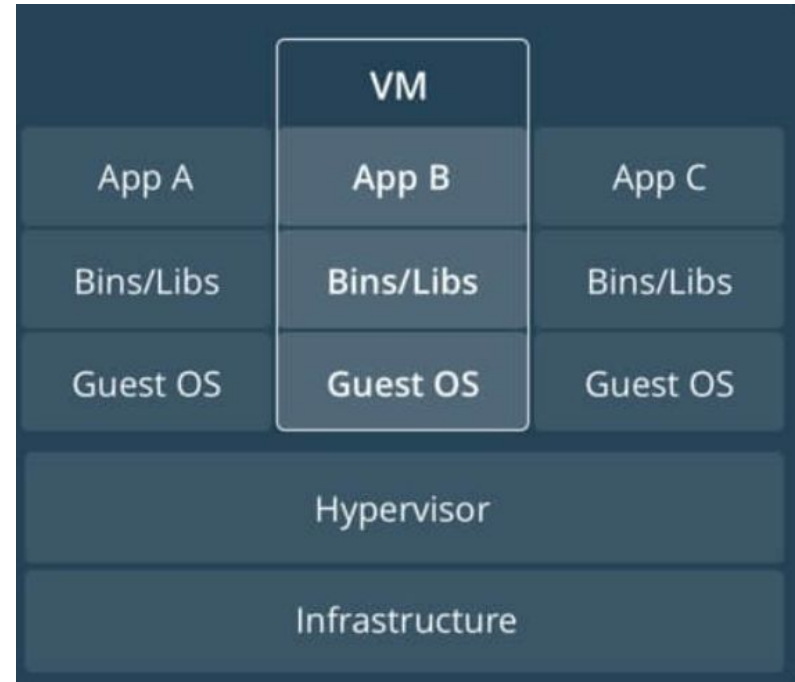 VM
App A
App B
App C
Bins/Libs
Bins/Libs
Bins/Libs
Guest OS
Guest OS
Guest OS
Hypervisor
Infrastructure